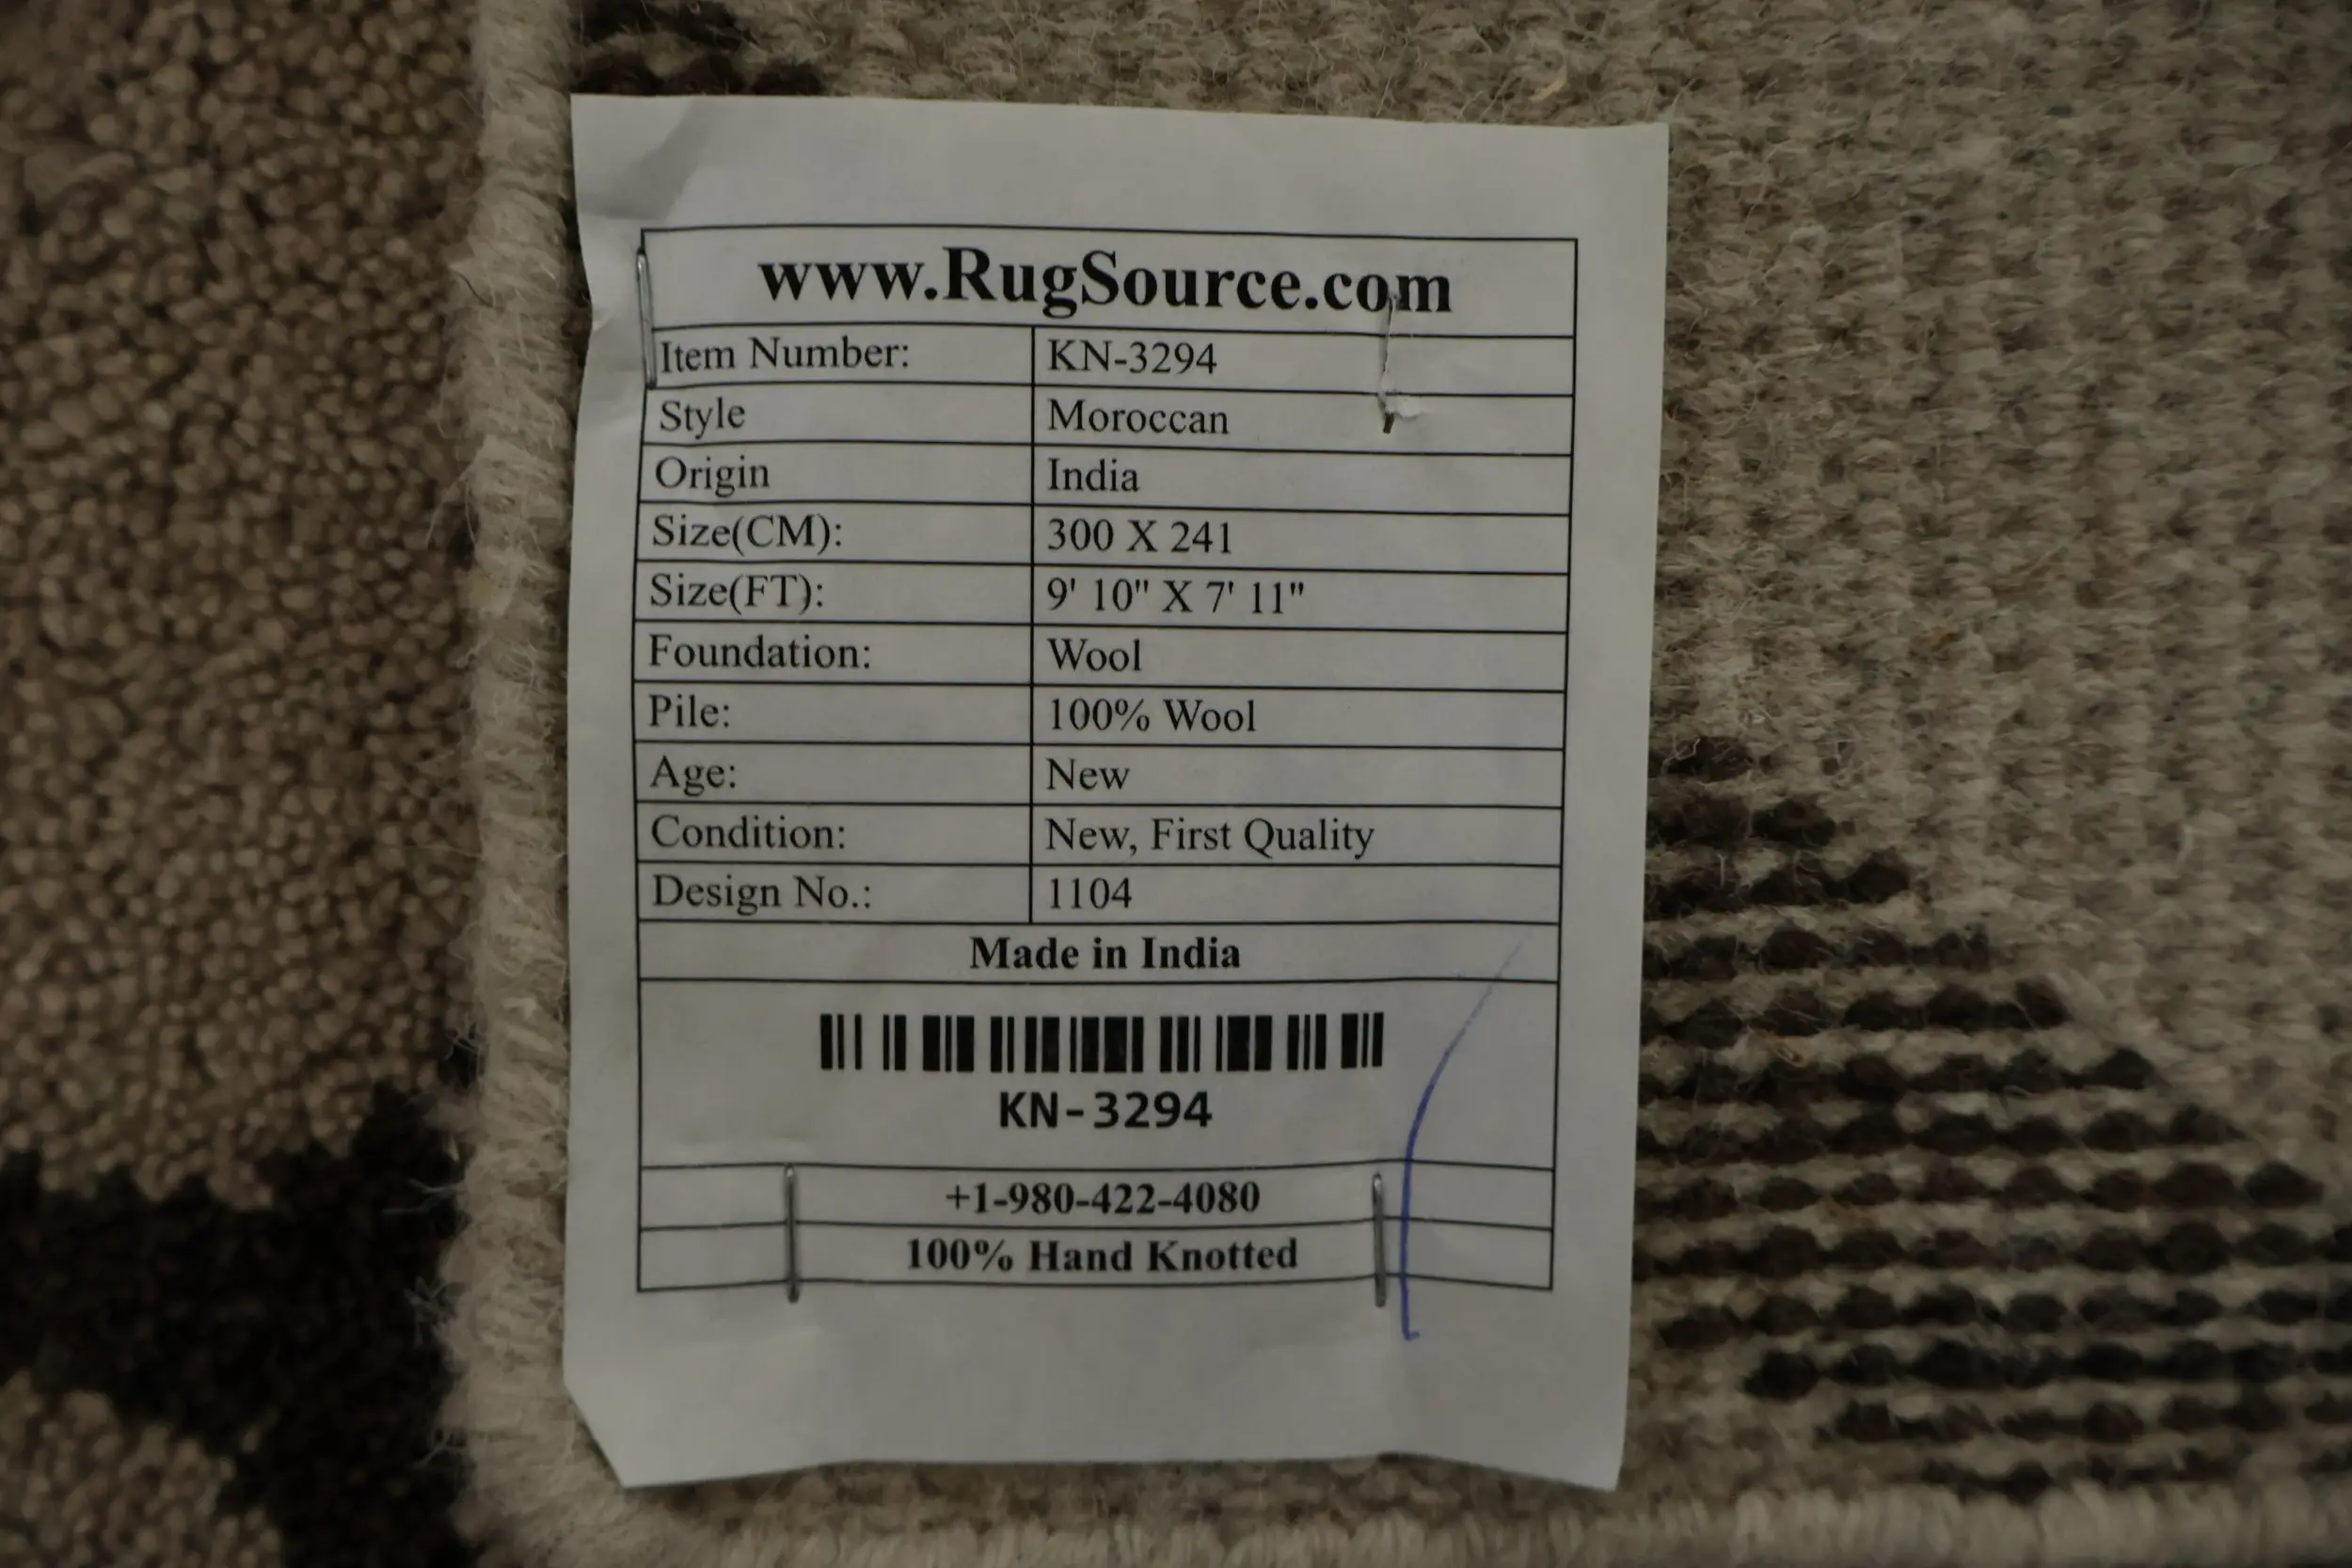 www.RugSource.com
Item Number: KN-3294
Style Moroccan
Origin India
Size(CM): 300 X 241
Size(FT): 9' 10" X 7' 11"
Foundation: Wool
Pile: 100% Wool
Age: New
Condition: New, First Quality
Design No.: 1104
Made in India
KN-3294
+1-980-422-4080
100% Hand Knotted